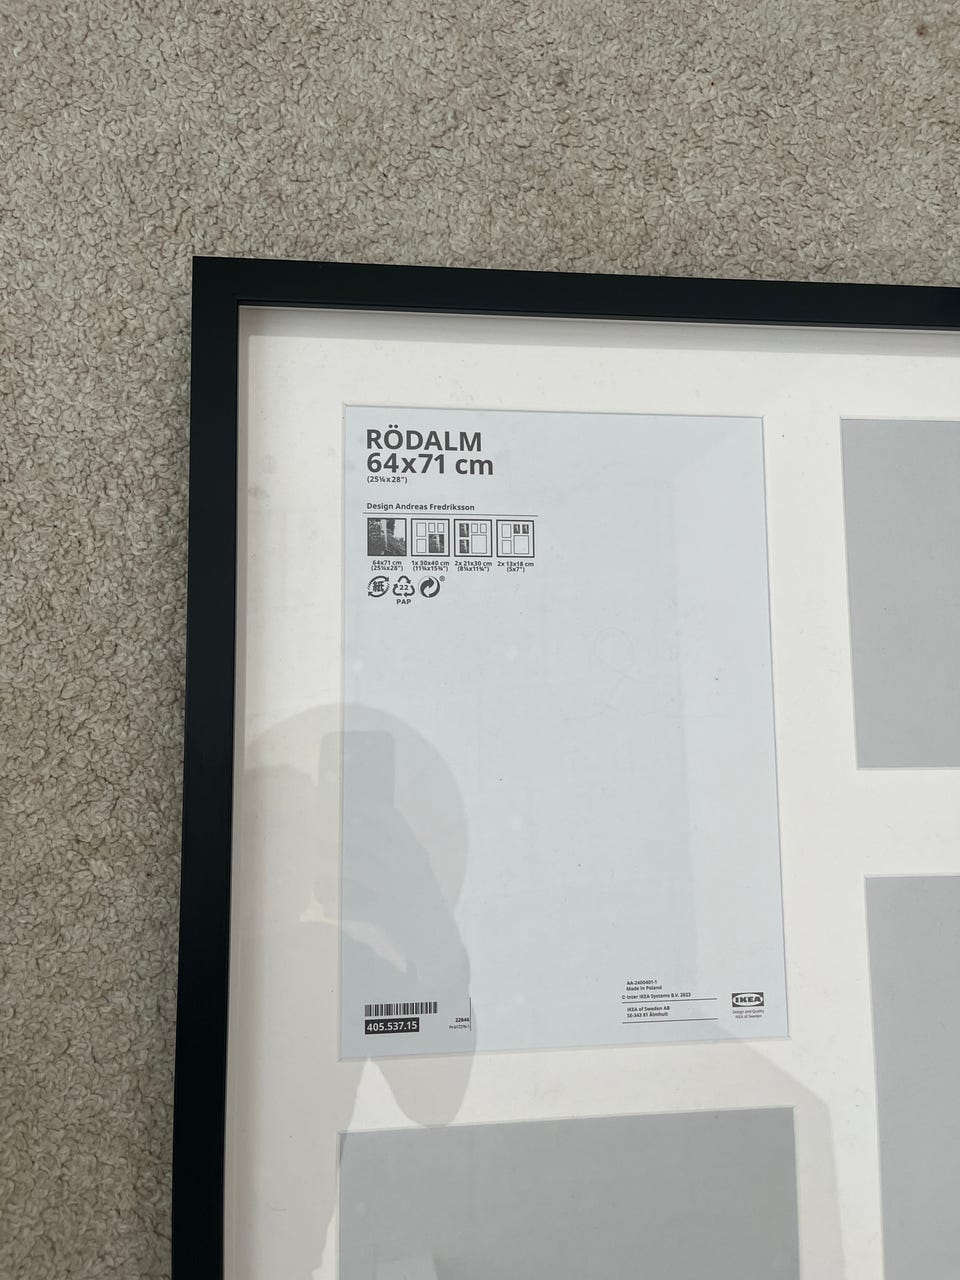 RÖDALM
64x71 cm
(25¼x28")
Design Andreas Fredriksson
64x71 cm
(25¼x28")
1x 30x40 cm
(11¾x15¾")
2x 21x30 cm
(8¼x11¾")
2x 13x18 cm
(5x7")
紙
22
PAP
®
405.537.15
22846
AA-2400401-1
Made in Poland
© Inter IKEA Systems B.V. 2023
IKEA of Sweden AB
SE-343 81 Älmhult
IKEA
Design and Quality
IKEA of Sweden